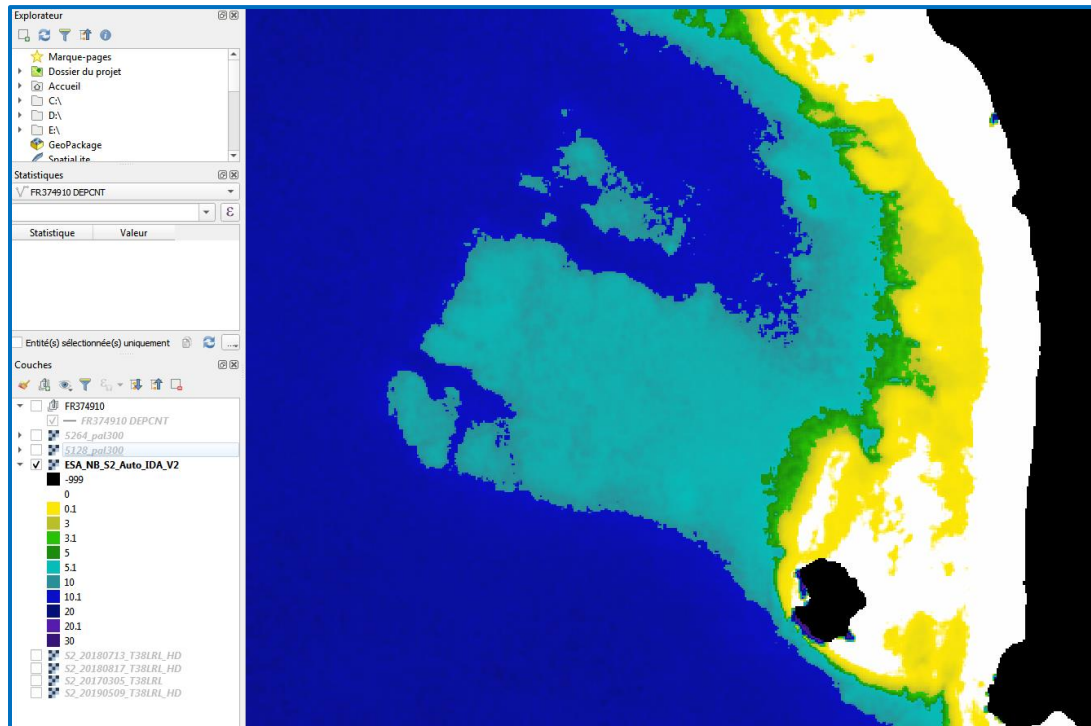 Explorateur
Marque-pages
Dossier du projet
Accueil
C:\
D:\
E:\
GeoPackage
SpatiaLite
Statistiques
FR374910 DEPCNT
ε
Statistique Valeur
Entité(s) sélectionnée(s) uniquement
...
Couches
FR374910
FR374910 DEPCNT
5264_pal300
5128_pal300
ESA_NB_S2_Auto_IDA_V2
-999
0
0.1
3
3.1
5
5.1
10
10.1
20
20.1
30
S2_20180713_T38LRL_HD
S2_20180817_T38LRL_HD
S2_20170305_T38LRL
S2_20190509_T38LRL_HD